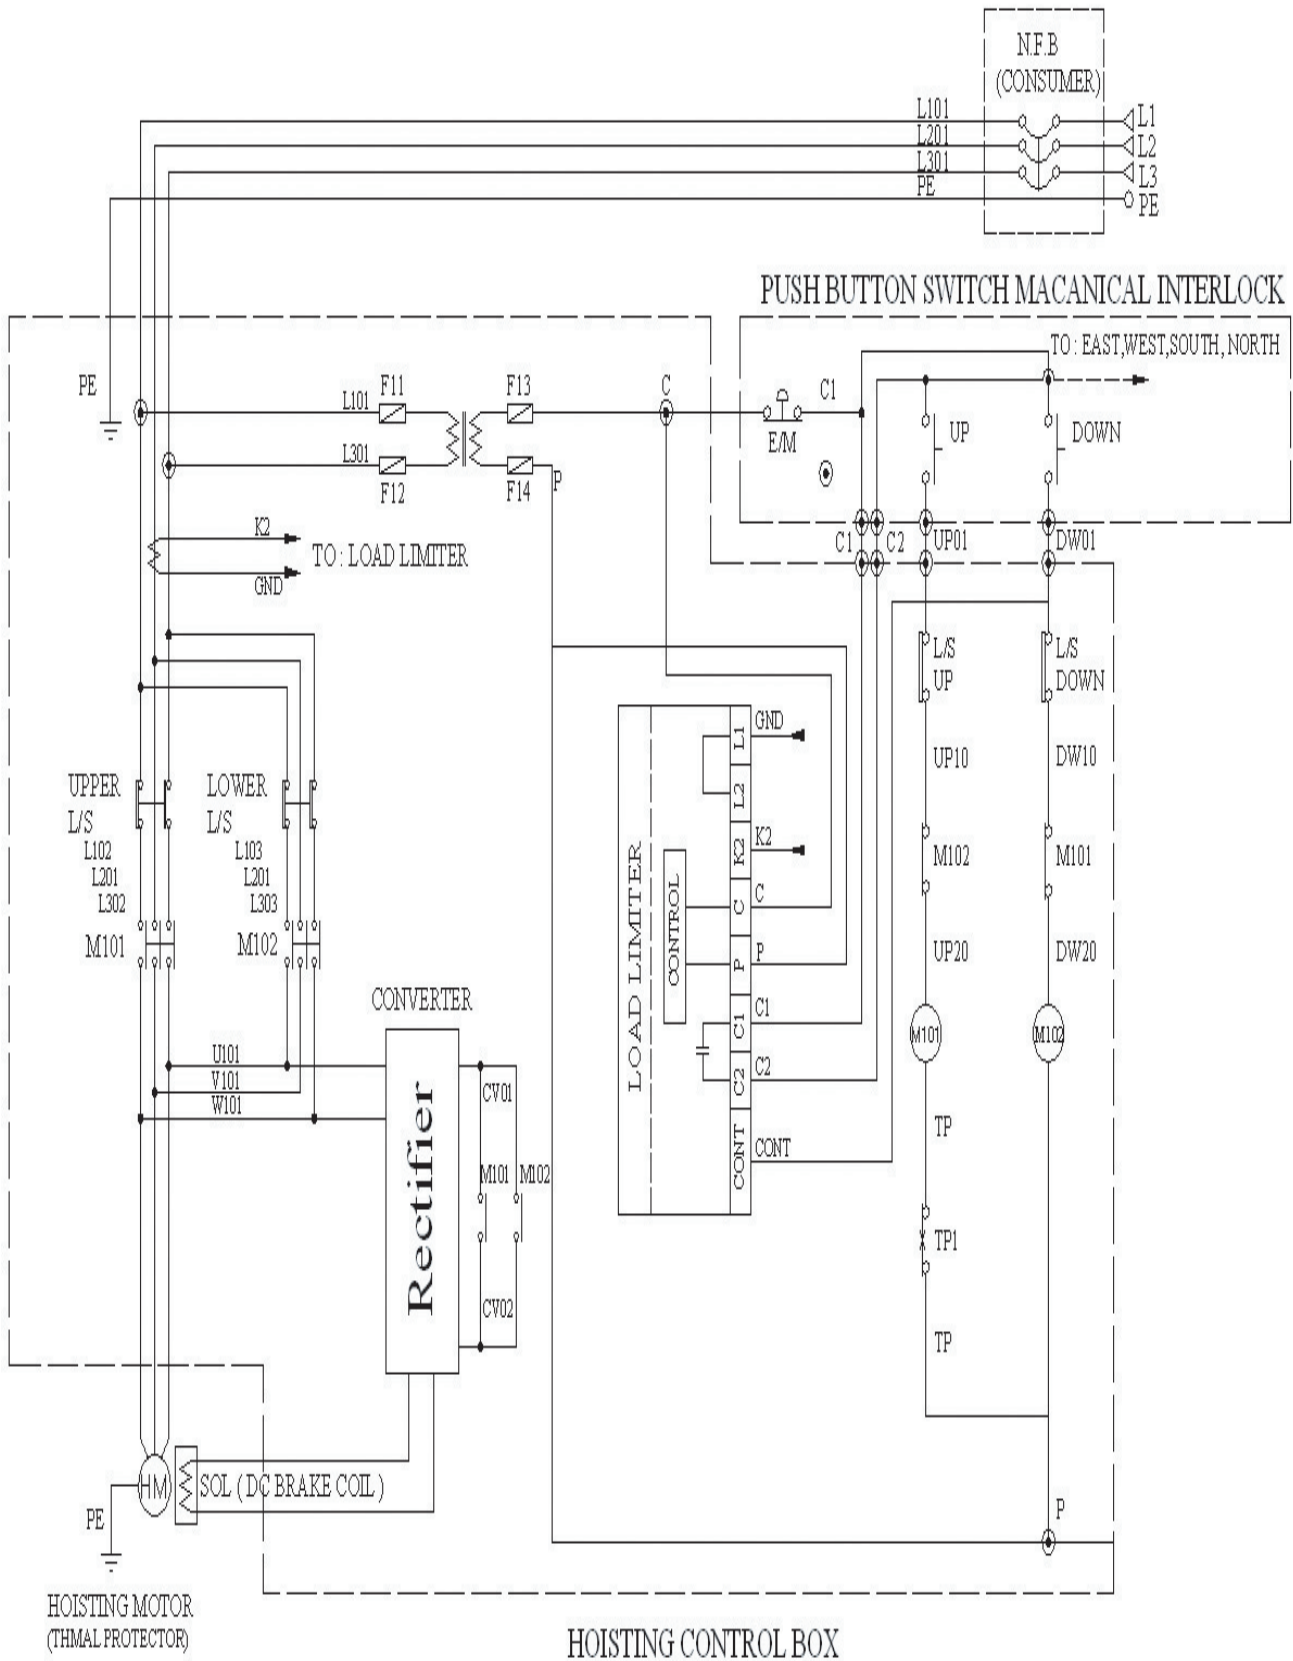 N.F.B
(CONSUMER)
L101
L1
L201
L2
L301
L3
PE
PE
PUSH BUTTON SWITCH MACANICAL INTERLOCK
TO : EAST,WEST,SOUTH, NORTH
PE
L101
F11
F13
C
C1
E/M
UP
DOWN
L301
F12
F14
P
K2
TO : LOAD LIMITER
GND
C1
C2
UP01
DW01
L/S
UP
L/S
DOWN
GND
L1
L2
K2
K2
C
C
P
P
C1
C1
C2
C2
CONT
CONT
LOAD LIMITER
CONTROL
UP10
DW10
M102
M101
UP20
DW20
M101
M102
TP
TP1
TP
P
UPPER
L/S
L102
L201
L302
M101
LOWER
L/S
L103
L201
L303
M102
CONVERTER
Rectifier
U101
V101
W101
CV01
M101
M102
CV02
HM
SOL ( DC BRAKE COIL )
PE
HOISTING MOTOR
(THMAL PROTECTOR)
HOISTING CONTROL BOX